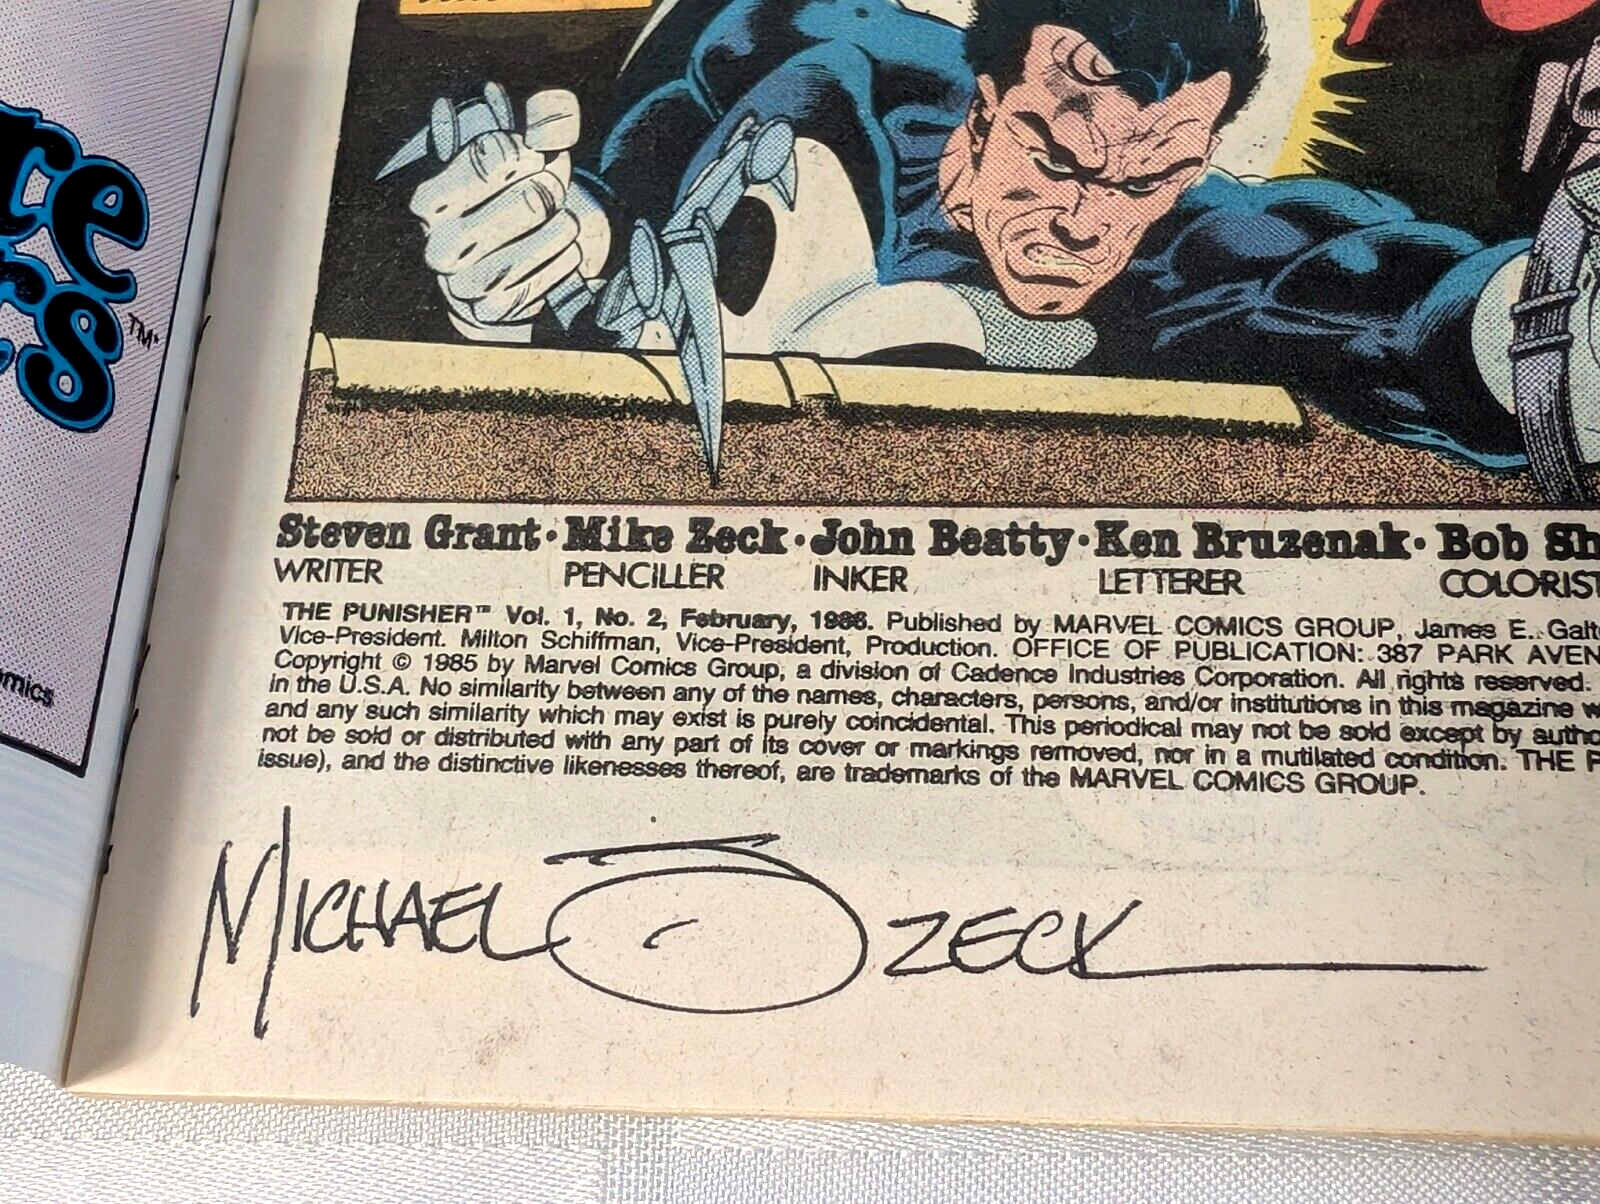 TM
omics
Steven Grant · Mike Zeck · John Beatty · Ken Bruzenak · Bob
WRITER PENCILLER INKER LETTERER COLORIST
THE PUNISHER™ Vol. 1, No. 2, February, 1986. Published by MARVEL COMICS GROUP, James E.
Vice-President. Milton Schiffman, Vice-President, Production. OFFICE OF PUBLICATION: 387 PARK
Copyright © 1985 by Marvel Comics Group, a division of Cadence Industries Corporation. All rights reserved.
in the U.S.A. No similarity between any of the names, characters, persons, and/or institutions in this magazine
and any such similarity which may exist is purely coincidental. This periodical may not be sold except by
not be sold or distributed with any part of its cover or markings removed, nor in a mutilated condition. THE
issue), and the distinctive likenesses thereof, are trademarks of the MARVEL COMICS GROUP.
MICHAEL J ZECK